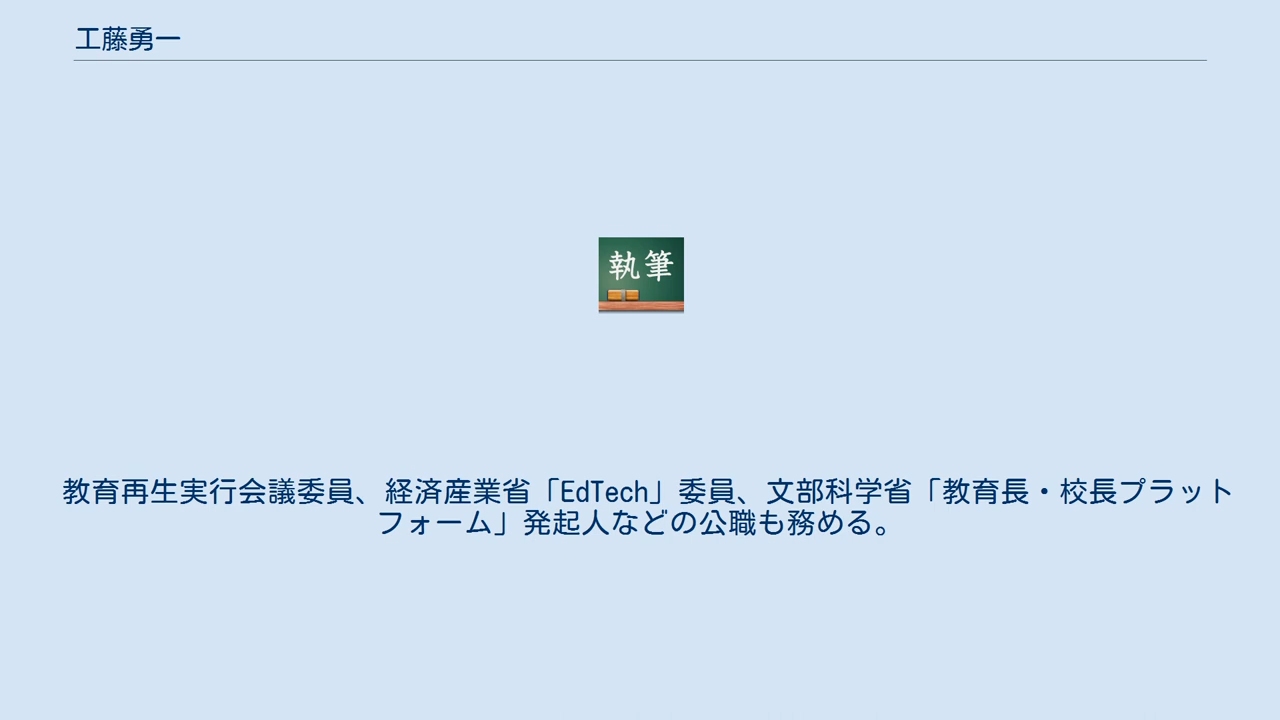 工藤勇一
執筆
教育再生実行会議委員、経済産業省「EdTech」委員、文部科学省「教育長・校長プラット
フォーム」発起人などの公職も務める。